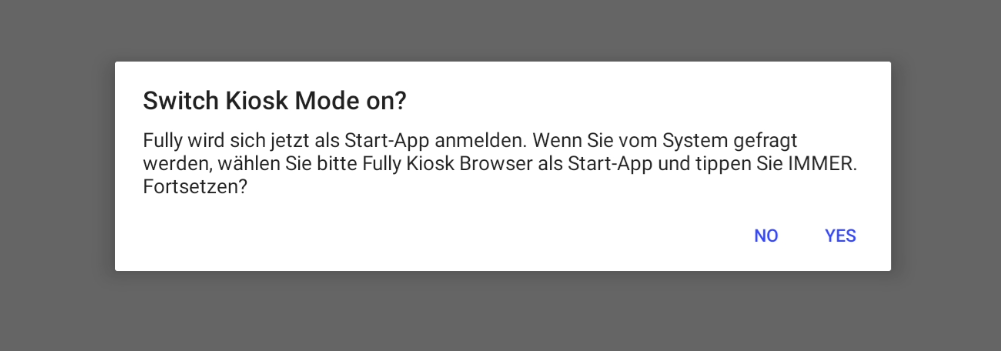 Switch Kiosk Mode on?
Fully wird sich jetzt als Start-App anmelden. Wenn Sie vom System gefragt
werden, wählen Sie bitte Fully Kiosk Browser als Start-App und tippen Sie IMMER.
Fortsetzen?
NO YES